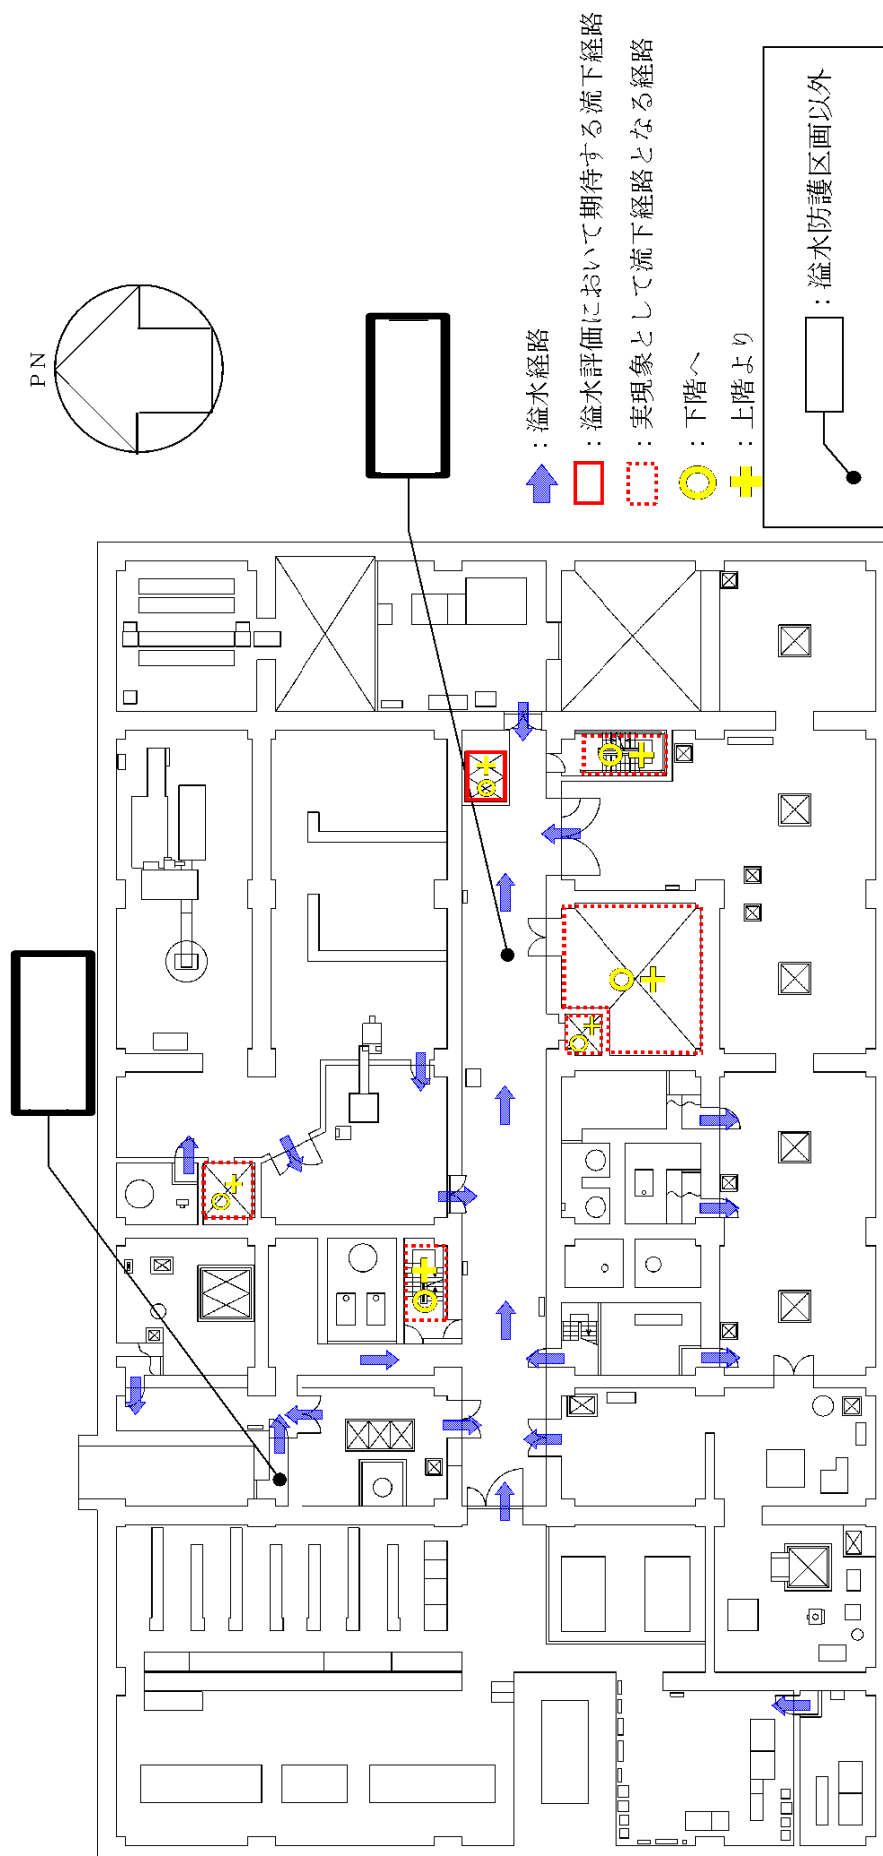 PN
：溢水経路
：溢水評価において期待する流下経路
：実現象として流下経路となる経路
：下階へ
：上階より
：溢水防護区画以外